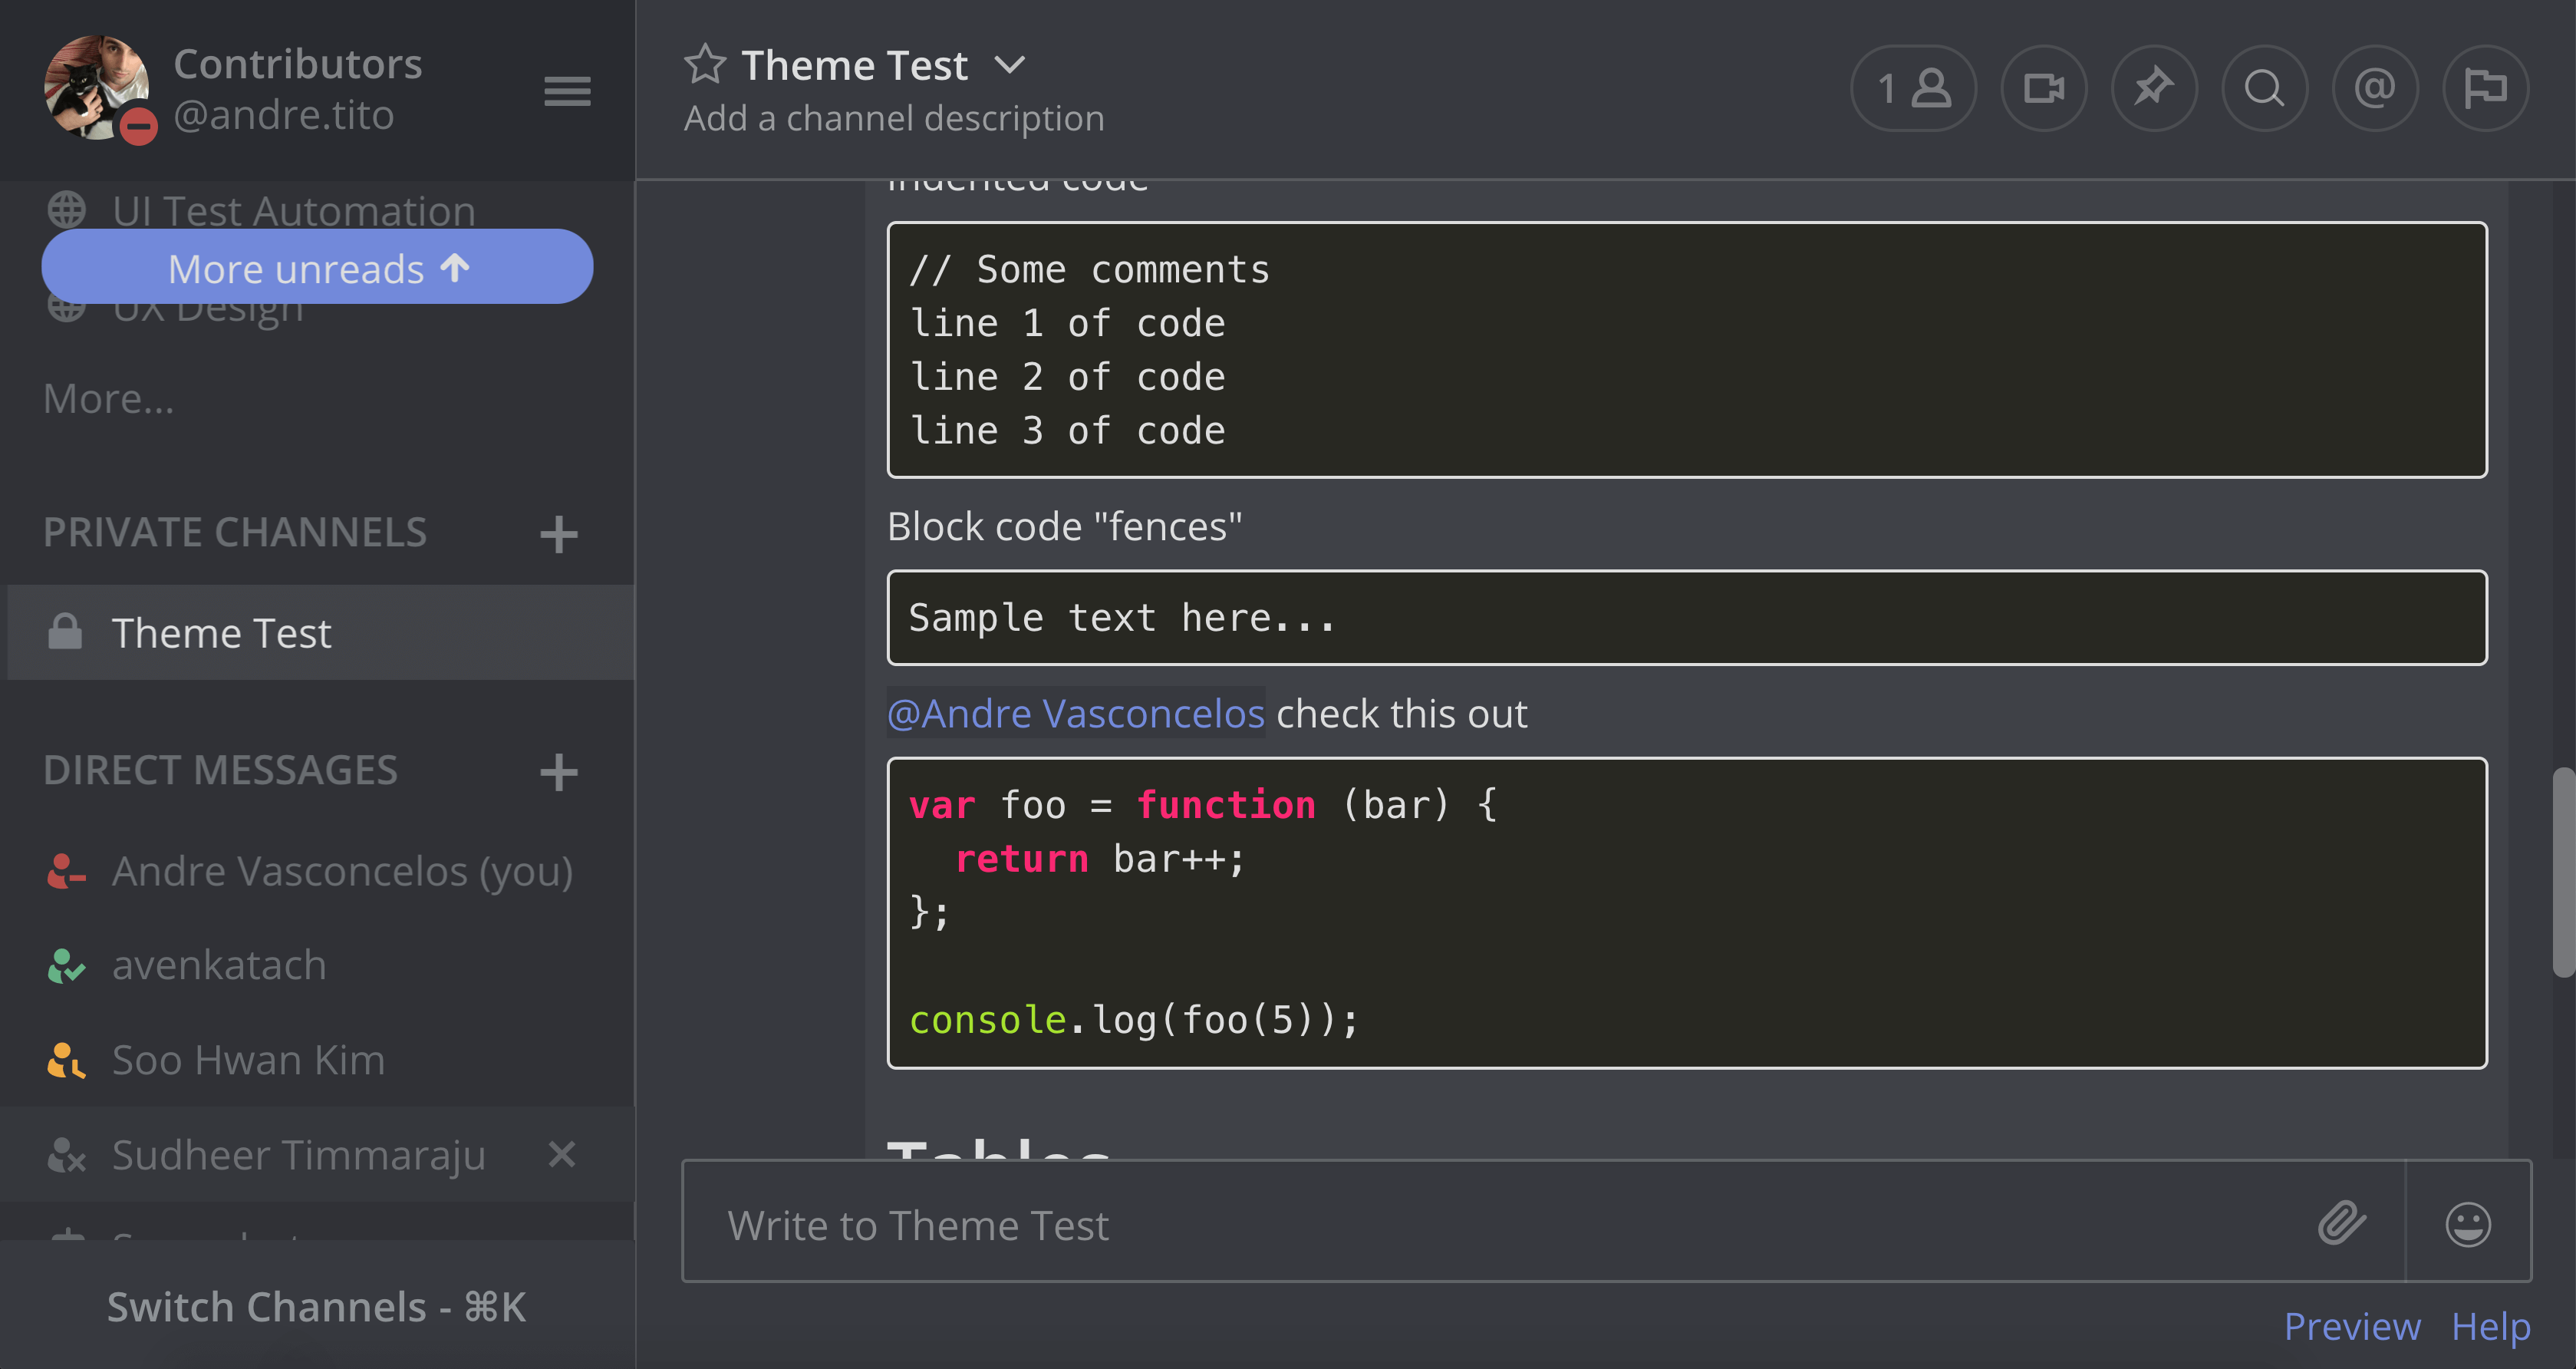 Contributors
@andre.tito
UI Test Automation
More unreads
UX Design
More...
PRIVATE CHANNELS
Theme Test
DIRECT MESSAGES
Andre Vasconcelos (you)
avenkatach
Soo Hwan Kim
Sudheer Timmaraju
Switch Channels - ⌘K
Theme Test
Add a channel description
1
@
Indented code
// Some comments
line 1 of code
line 2 of code
line 3 of code
Block code "fences"
Sample text here...
@Andre Vasconcelos check this out
var foo = function (bar) {
  return bar++;
};
console.log(foo(5));
Tables
Write to Theme Test
Preview Help